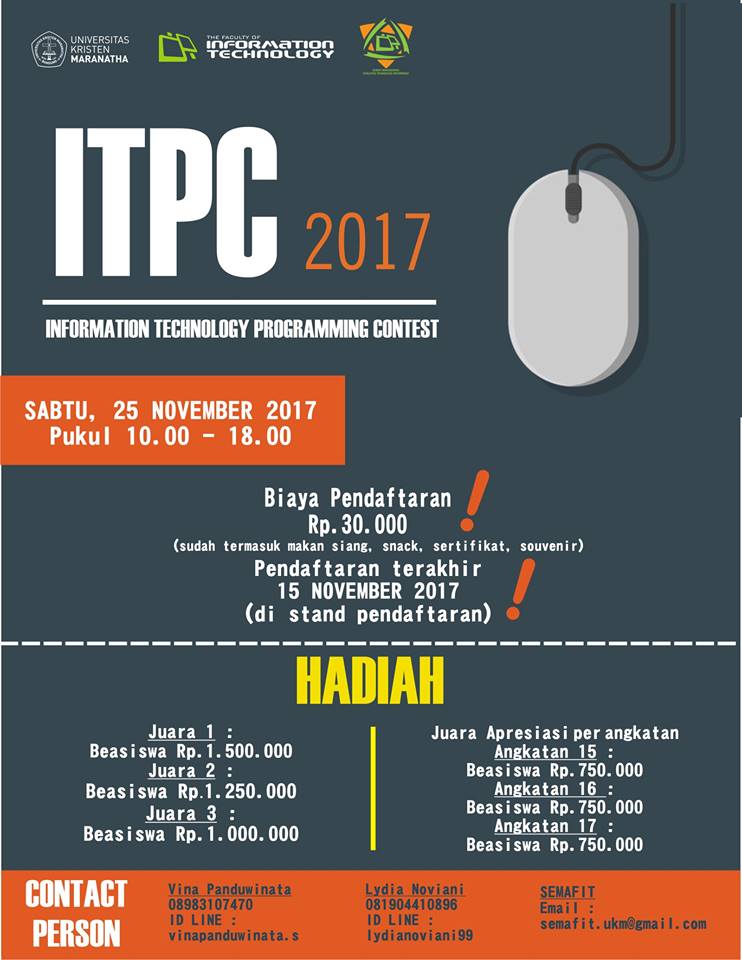 UNIVERSITAS
KRISTEN
MARANATHA
THE FACULTY OF
INFORMATION
TECHNOLOGY
ITPC 2017
INFORMATION TECHNOLOGY PROGRAMMING CONTEST
SABTU, 25 NOVEMBER 2017
Pukul 10.00 - 18.00
Biaya Pendaftaran
Rp.30.000
(sudah termasuk makan siang, snack, sertifikat, souvenir)
Pendaftaran terakhir
15 NOVEMBER 2017
(di stand pendaftaran)
HADIAH
Juara 1 :
Beasiswa Rp.1.500.000
Juara 2 :
Beasiswa Rp.1.250.000
Juara 3 :
Beasiswa Rp.1.000.000
Juara Apresiasi per angkatan
Angkatan 15 :
Beasiswa Rp.750.000
Angkatan 16 :
Beasiswa Rp.750.000
Angkatan 17 :
Beasiswa Rp.750.000
CONTACT
PERSON
Vina Panduwinata
08983107470
ID LINE :
vinapanduwinata.s
Lydia Noviani
081904410896
ID LINE :
lydianoviani99
SEMAFIT
Email :
semafit.ukm@gmail.com